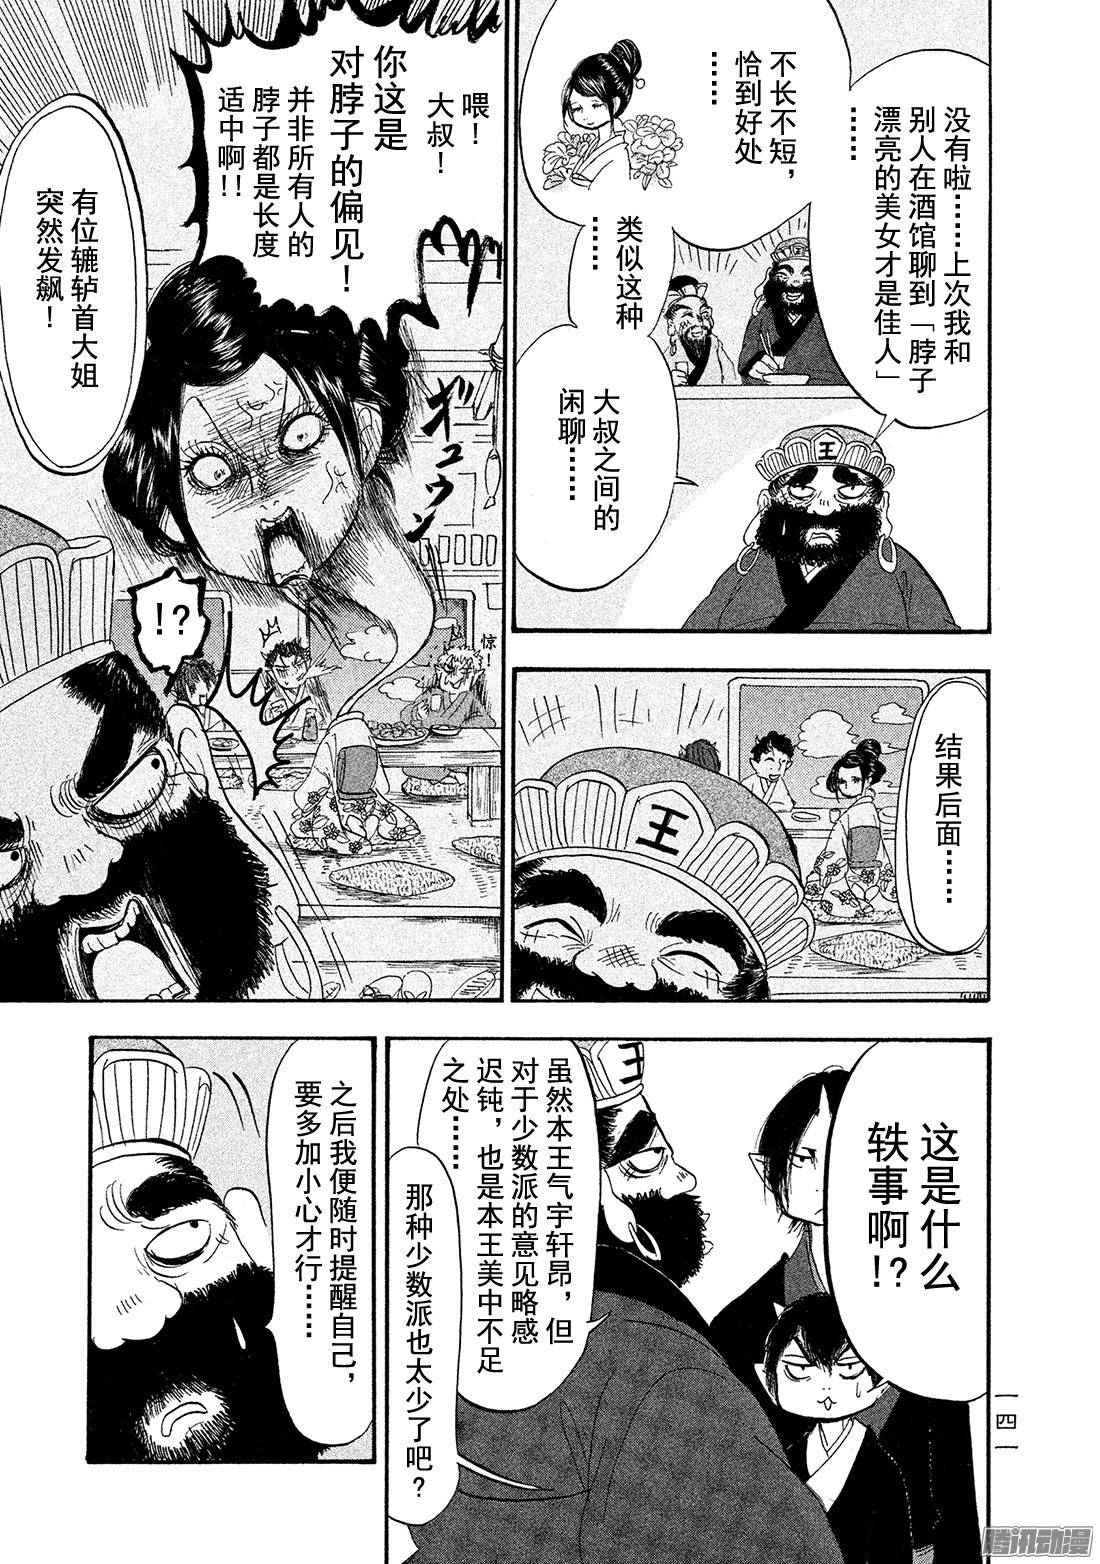 没有啦……上次我和
别人在酒馆聊到「脖子
漂亮的美女才是佳人」
……
不长不短，
恰到好处
……
类似这种
……
大叔之间的
闲聊……
王
结果后面……
王
喂！
大叔！
你这是
对脖子的偏见！
并非所有人的
脖子都是长度
适中啊!!
ギュウン
有位辘轳首大姐
突然发飙！
!?
惊！
这是什么
轶事啊!?
王
虽然本王气宇轩昂，但
对于少数派的意见略感
迟钝，也是本王美中不足
之处……
那种少数派也太少了吧？
之后我便随时提醒自己，
要多加小心才行……
一四一
腾讯动漫